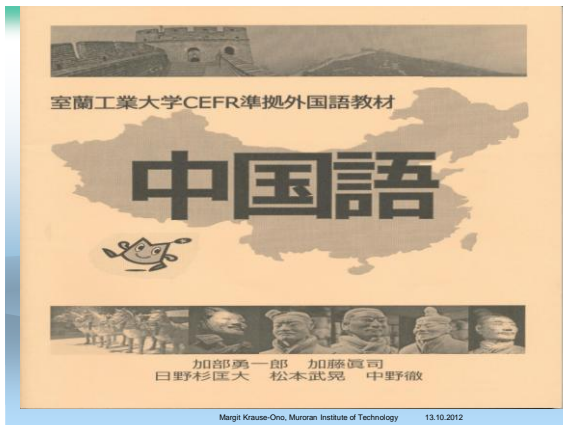 室蘭工業大学CEFR準拠外国語教材
中国語
加部勇一郎 加藤眞司
日野杉匡大 松本武晃 中野徹
Margit Krause-Ono, Muroran Institute of Technology 13.10.2012